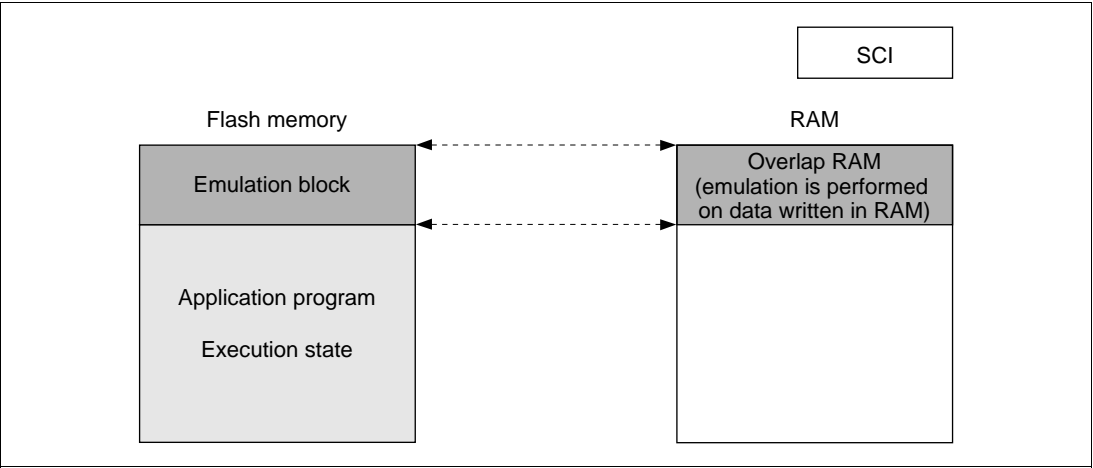 SCI
Flash memory
RAM
Emulation block
Overlap RAM
(emulation is performed
on data written in RAM)
Application program
Execution state